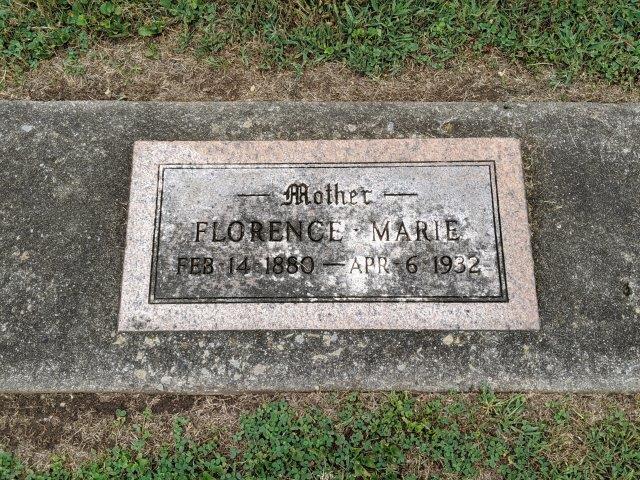 — Mother —
FLORENCE · MARIE
FEB 14 1880 — APR 6 1932